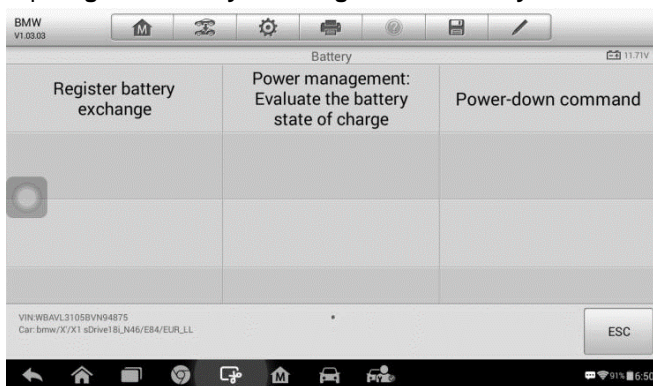 BMW
V1.03.03
Battery
11.71V
Register battery
exchange
Power management:
Evaluate the battery
state of charge
Power-down command
VIN:WBAVL3105BVN94875
Car: bmw/X'/X1 sDrive18i_N46/E84/EUR_LL
ESC
91% 6:50